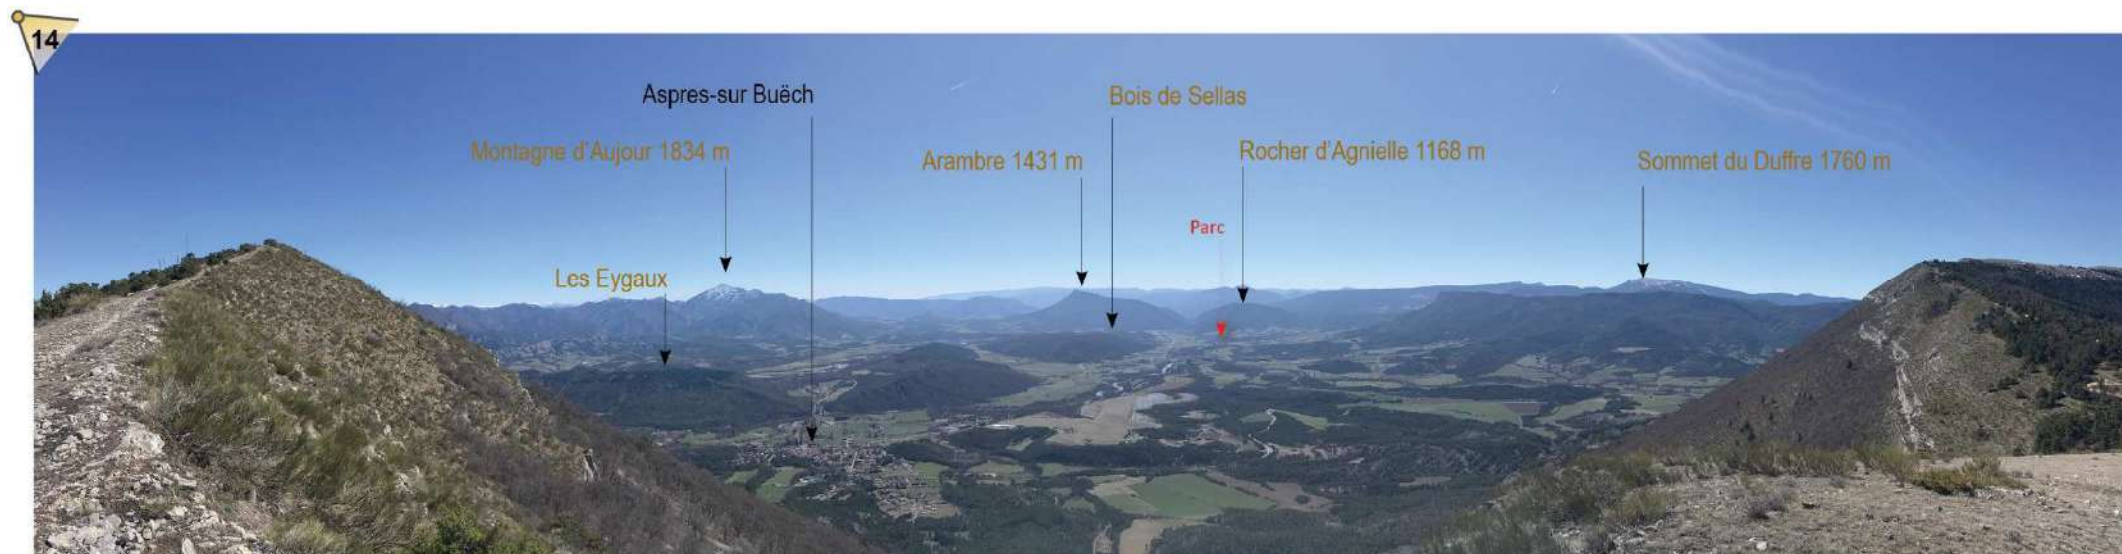 14
Aspres-sur Buëch
Bois de Sellas
Montagne d'Aujour 1834 m
Arambre 1431 m
Rocher d'Agnielle 1168 m
Sommet du Duffre 1760 m
Parc
Les Eygaux